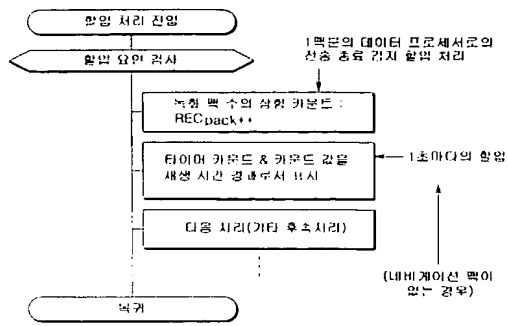 할입 처리 진입
할입 요인 검사
1팩분의 데이터 프로세서로의
전송 종료 감지 할입 처리
녹화 팩 수의 상향 카운트 :
RECpack++
타이머 카운트 & 카운트 값을
재생 시간 경과로서 표시
1초마다의 할입
다음 처리(기타 후속처리)
(네비게이션 팩이
없는 경우)
복귀